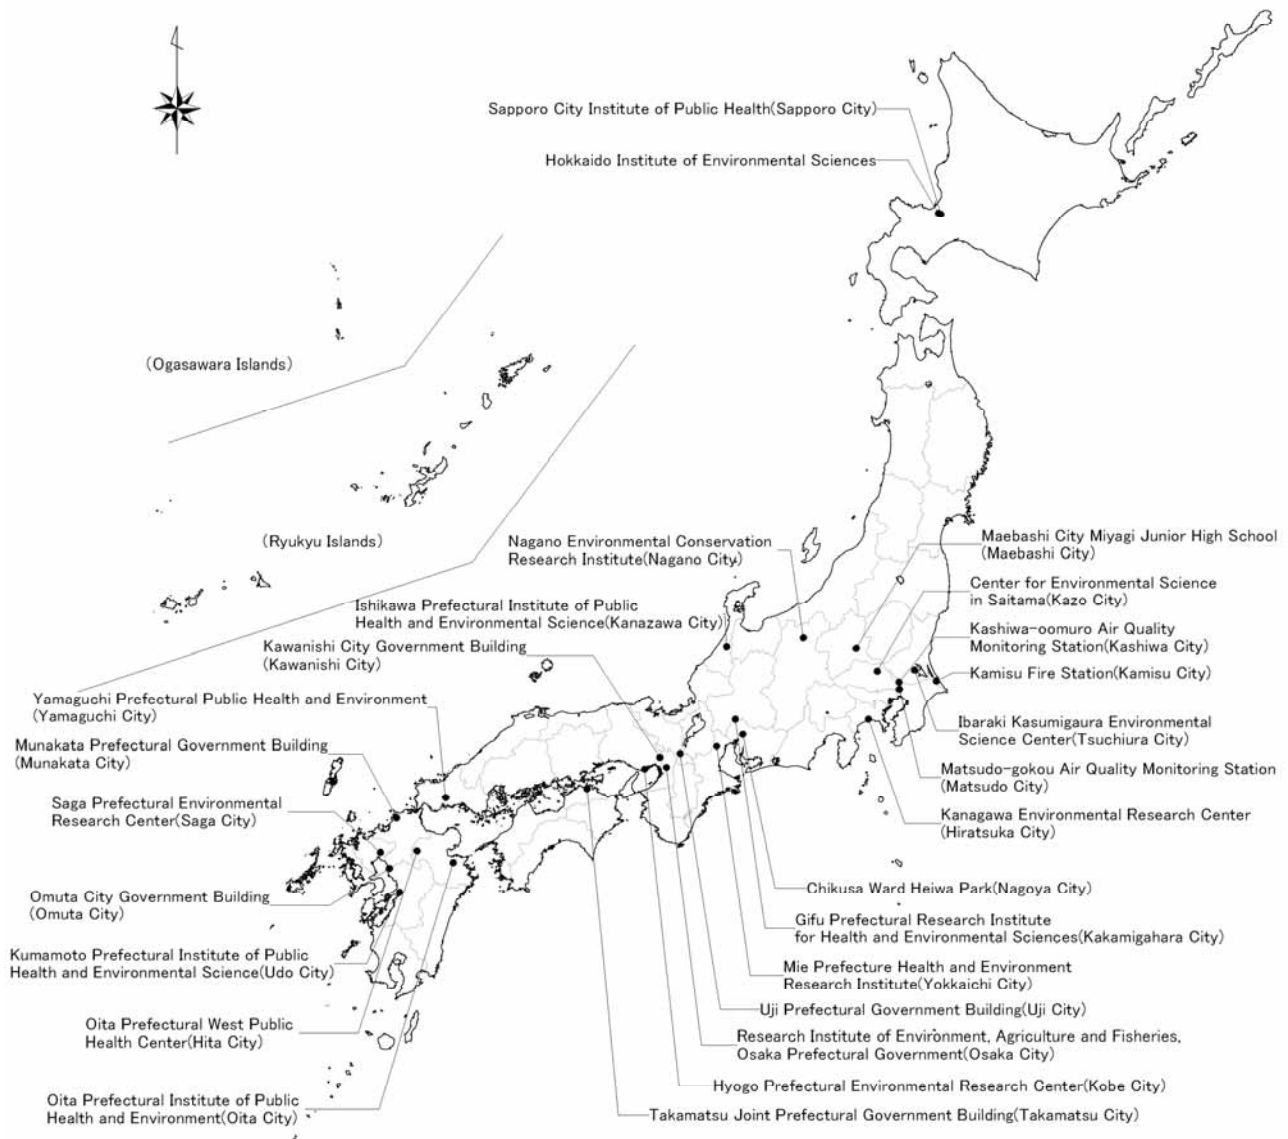 Sapporo City Institute of Public Health(Sapporo City)
Hokkaido Institute of Environmental Sciences
(Ogasawara Islands)
(Ryukyu Islands)
Nagano Environmental Conservation
Research Institute(Nagano City)
Maebashi City Miyagi Junior High School
(Maebashi City)
Center for Environmental Science
in Saitama(Kazo City)
Ishikawa Prefectural Institute of Public
Health and Environmental Science(Kanazawa City)
Kashiwa-oomuro Air Quality
Monitoring Station(Kashiwa City)
Kawanishi City Government Building
(Kawanishi City)
Kamisu Fire Station(Kamisu City)
Yamaguchi Prefectural Public Health and Environment
(Yamaguchi City)
Ibaraki Kasumigaura Environmental
Science Center(Tsuchiura City)
Munakata Prefectural Government Building
(Munakata City)
Matsudo-gokou Air Quality Monitoring Station
(Matsudo City)
Saga Prefectural Environmental
Research Center(Saga City)
Kanagawa Environmental Research Center
(Hiratsuka City)
Omuta City Government Building
(Omuta City)
Chikusa Ward Heiwa Park(Nagoya City)
Gifu Prefectural Research Institute
for Health and Environmental Sciences(Kakamigahara City)
Kumamoto Prefectural Institute of Public
Health and Environmental Science(Udo City)
Mie Prefecture Health and Environment
Research Institute(Yokkaichi City)
Uji Prefectural Government Building(Uji City)
Oita Prefectural West Public
Health Center(Hita City)
Research Institute of Environment, Agriculture and Fisheries,
Osaka Prefectural Government(Osaka City)
Hyogo Prefectural Environmental Research Center(Kobe City)
Oita Prefectural Institute of Public
Health and Environment(Oita City)
Takamatsu Joint Prefectural Government Building(Takamatsu City)